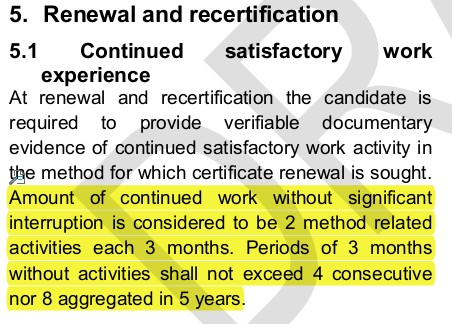 5. Renewal and recertification
5.1 Continued satisfactory work
experience
At renewal and recertification the candidate is
required to provide verifiable documentary
evidence of continued satisfactory work activity in
the method for which certificate renewal is sought.
Amount of continued work without significant
interruption is considered to be 2 method related
activities each 3 months. Periods of 3 months
without activities shall not exceed 4 consecutive
nor 8 aggregated in 5 years.